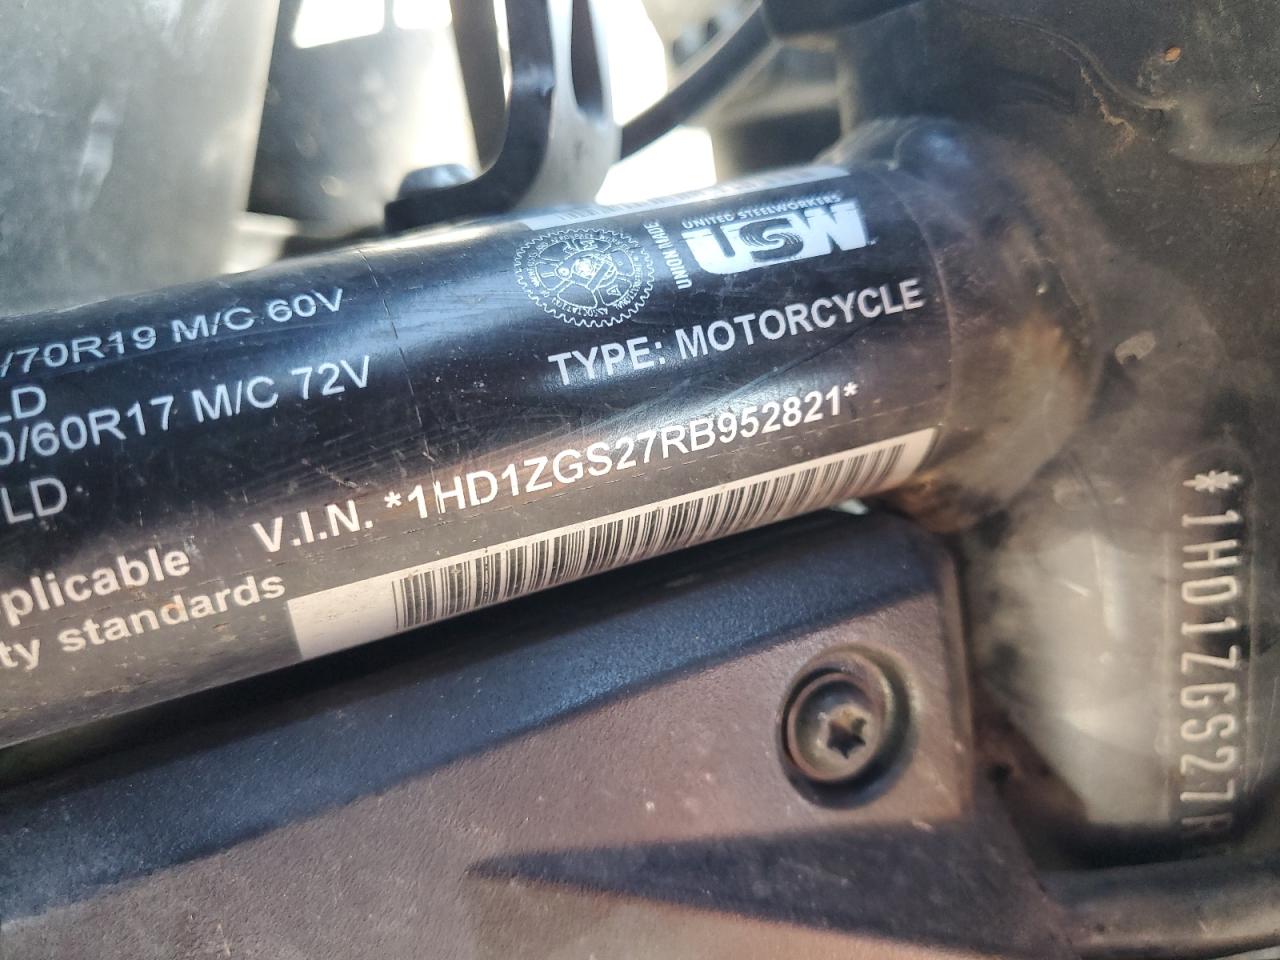 /70R19 M/C 60V
LD
0/60R17 M/C 72V
LD
plicable
ty standards
UNION MADE
UNITED STEELWORKERS
USW
TYPE: MOTORCYCLE
V.I.N. *1HD1ZGS27RB952821*
*1HD1ZGS27R